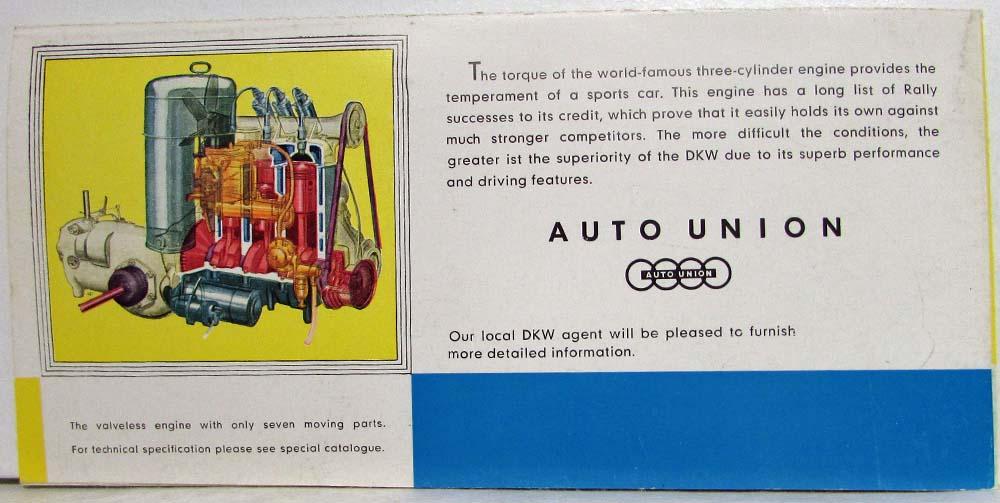 The torque of the world-famous three-cylinder engine provides the
temperament of a sports car. This engine has a long list of Rally
successes to its credit, which prove that it easily holds its own against
much stronger competitors. The more difficult the conditions, the
greater ist the superiority of the DKW due to its superb performance
and driving features.
AUTO UNION
AUTO UNION
Our local DKW agent will be pleased to furnish
more detailed information.
The valveless engine with only seven moving parts.
For technical specification please see special catalogue.